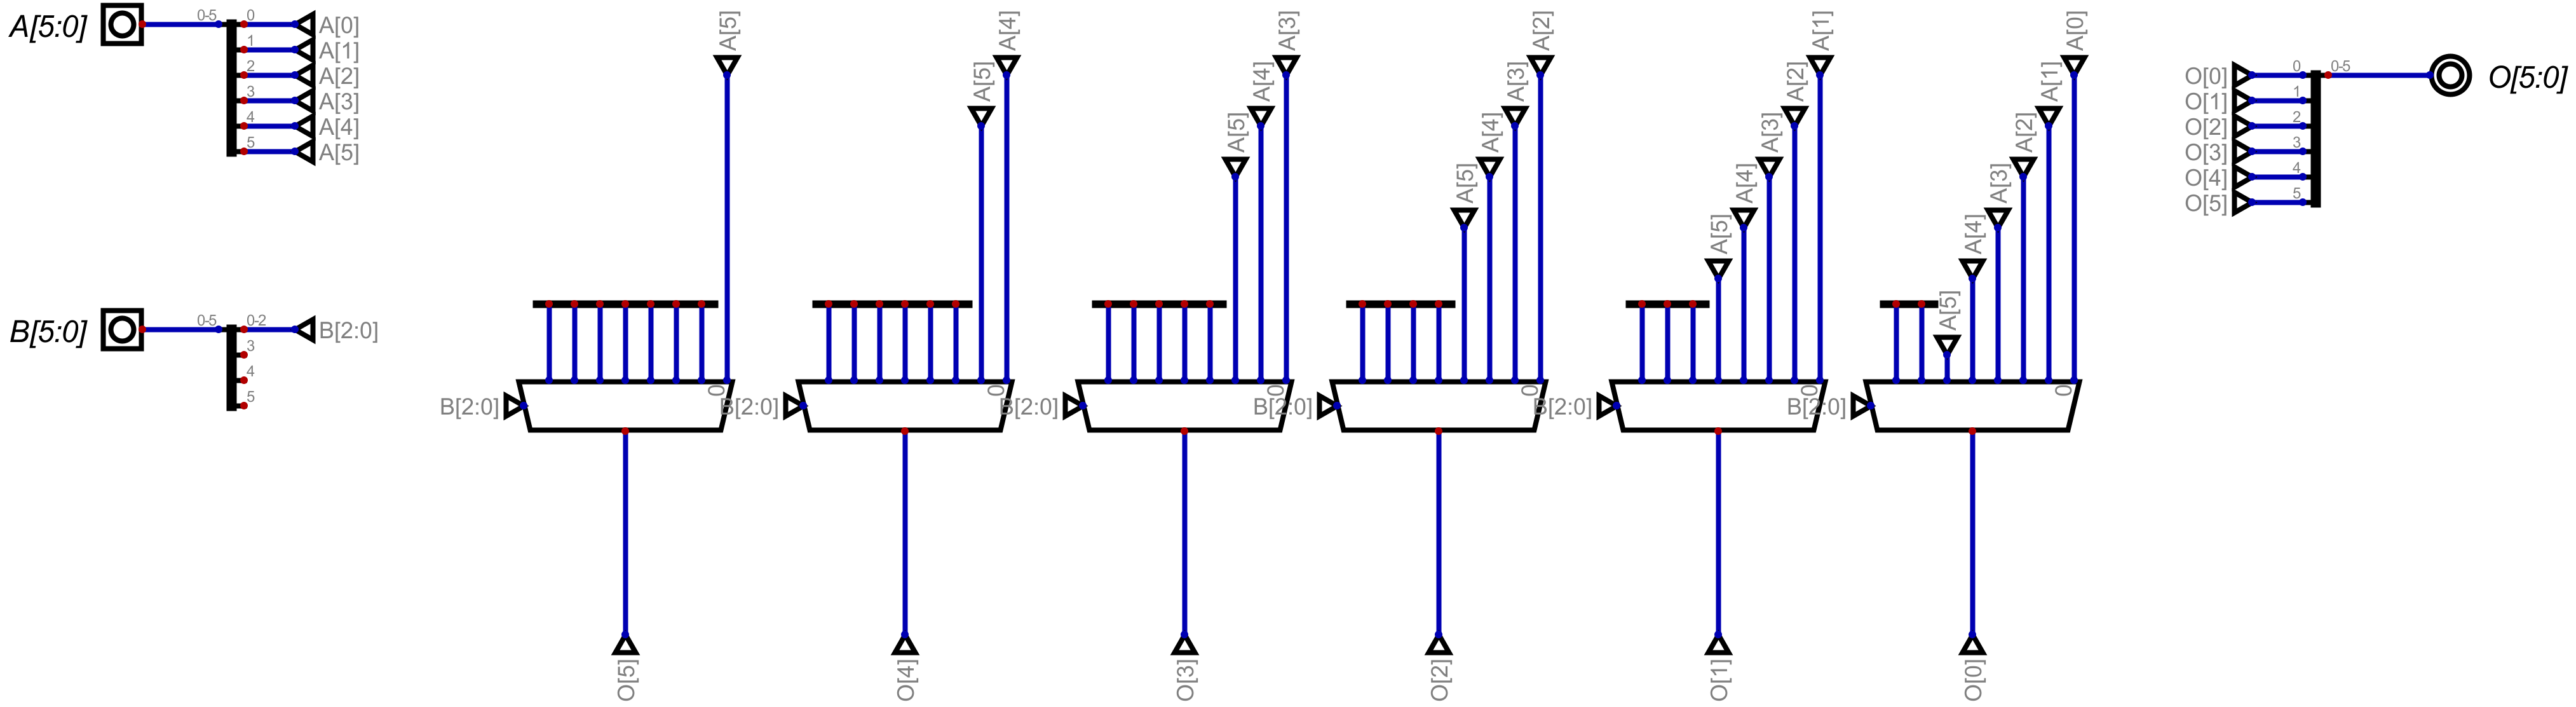 A[5:0]
0-5
0
A[0]
1
A[1]
2
A[2]
3
A[3]
4
A[4]
5
A[5]
B[5:0]
0-5
0-2
B[2:0]
3
4
5
A[5]
0
B[2:0]
O[5]
A[5]
A[4]
0
B[2:0]
O[4]
A[5]
A[4]
A[3]
0
B[2:0]
O[3]
A[5]
A[4]
A[3]
A[2]
0
B[2:0]
O[2]
A[5]
A[4]
A[3]
A[2]
A[1]
0
B[2:0]
O[1]
A[5]
A[4]
A[3]
A[2]
A[1]
A[0]
0
B[2:0]
O[0]
O[0]
0
0-5
O[5:0]
O[1]
1
O[2]
2
O[3]
3
O[4]
4
O[5]
5